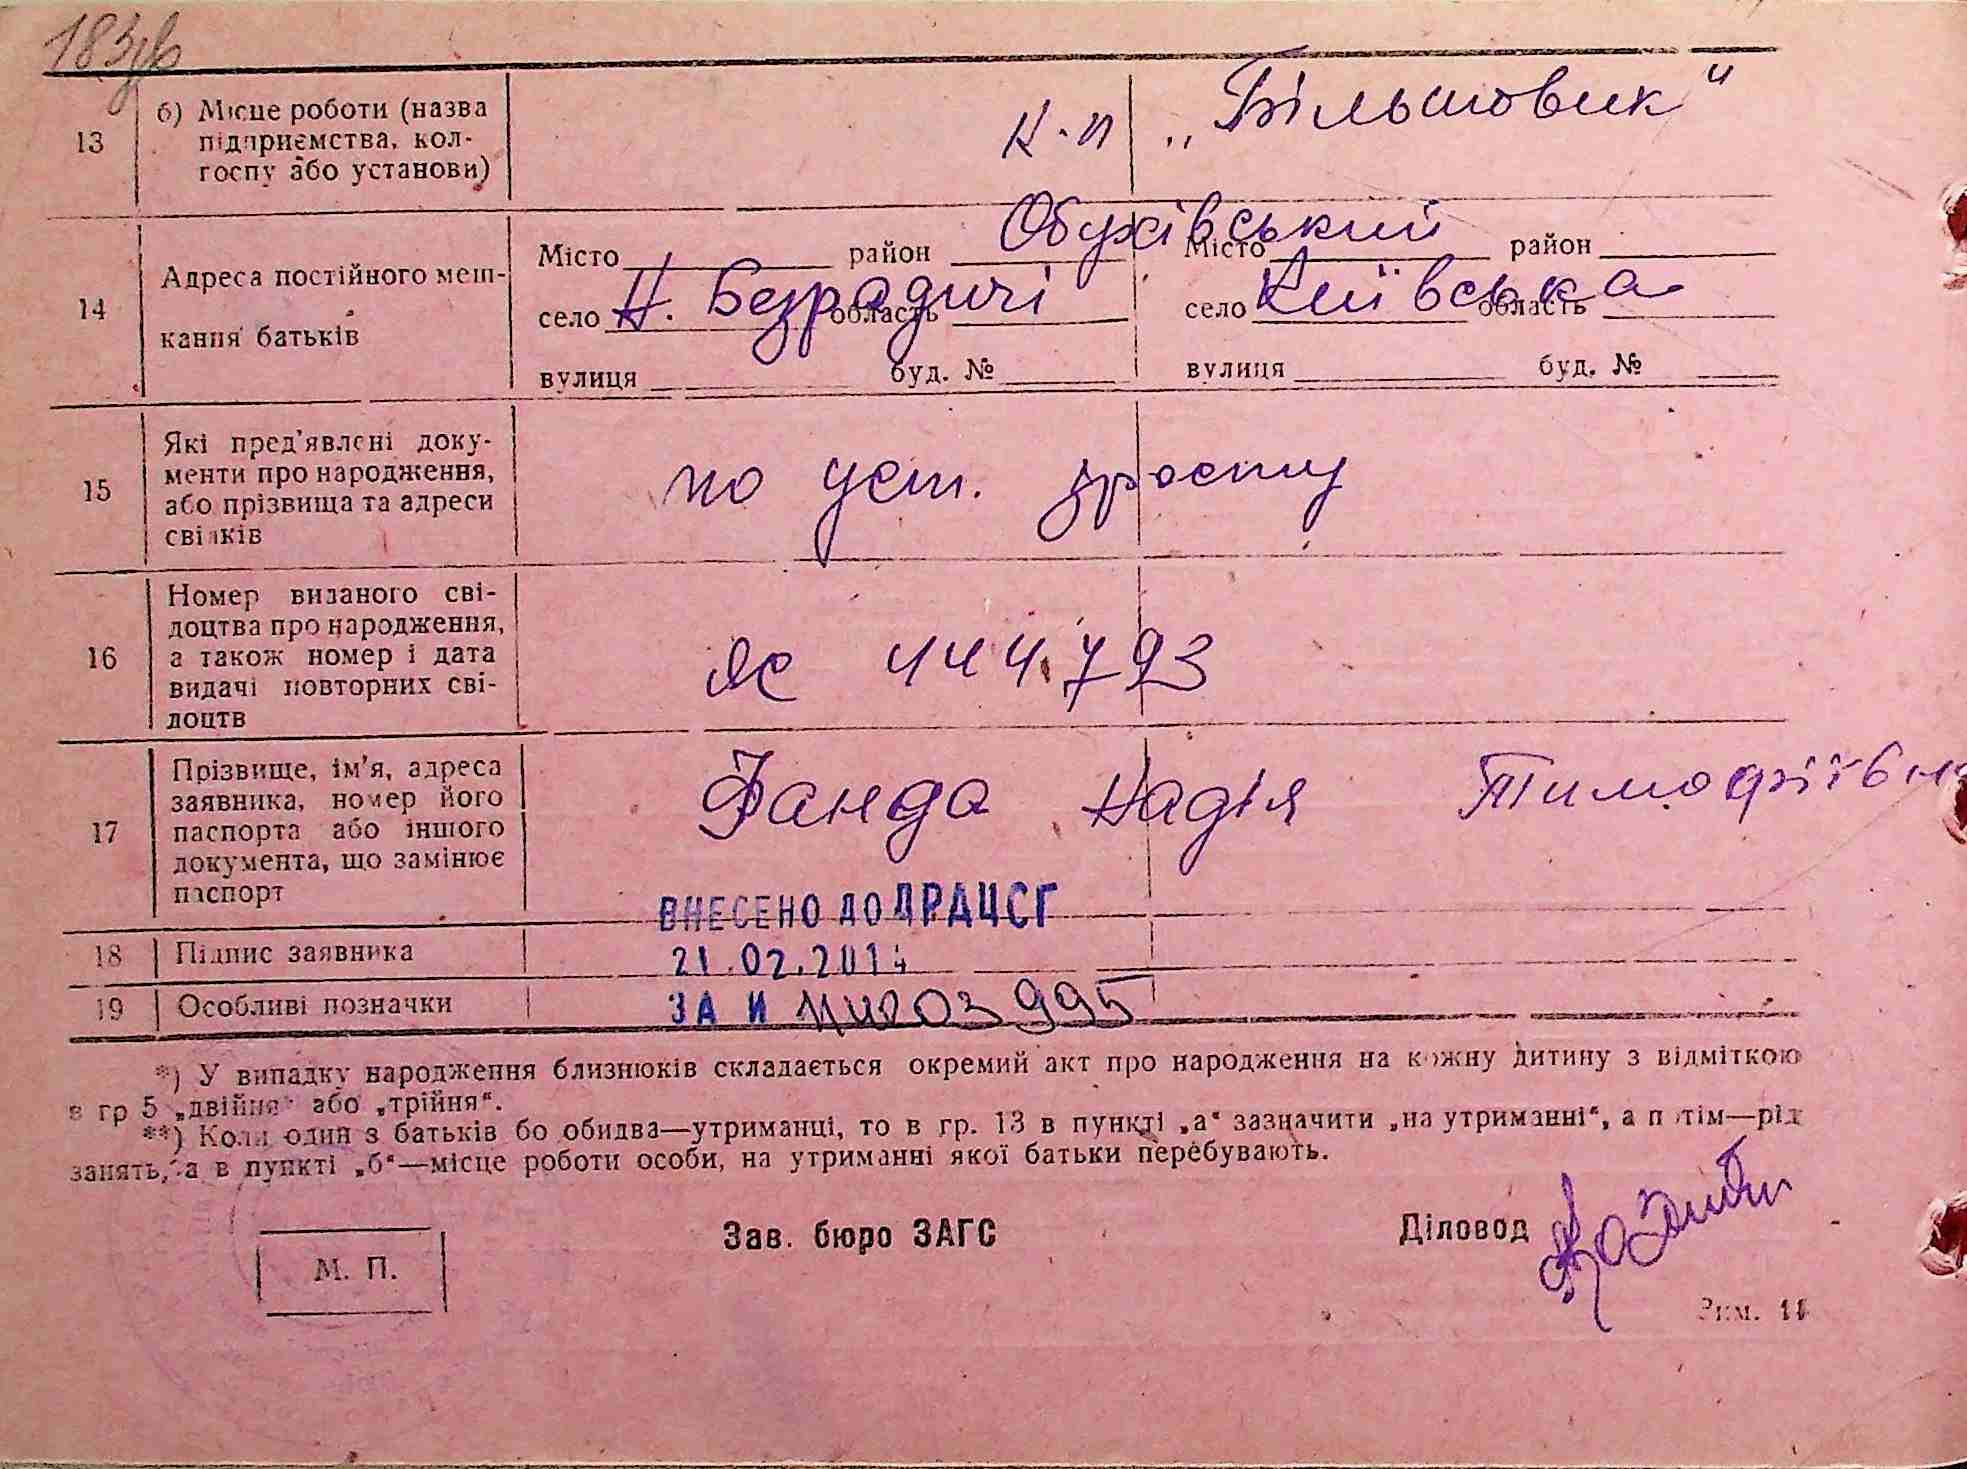 183зв
13
б) Місце роботи (назва
підприємства, кол-
госпу або установи)
к-п „Більшовик"
14
Адреса постійного меш-
кання батьків
Місто район Обухівський Місто район
село Н. Безрадичі область село Київська область
вулиця буд. № вулиця буд. №
15
Які пред'явлені доку-
менти про народження,
або прізвища та адреси
свідків
по уст. зросту
16
Номер виданого сві-
доцтва про народження,
а також номер і дата
видачі повторних сві-
доцтв
ЯС 444793
17
Прізвище, ім'я, адреса
заявника, номер його
паспорта або іншого
документа, що замінює
паспорт
Фанда Надія Тимофіївна
ВНЕСЕНО ДО ДРАЦСГ
18 Підпис заявника
21.02.2014
19 Особливі позначки
ЗА 03995
*) У випадку народження близнюків складається окремий акт про народження на кожну дитину з відміткою
в гр 5 „двійня" або „трійня".
**) Коли один з батьків бо обидва—утриманці, то в гр. 13 в пункті „а" зазначити „на утриманні", а потім—рід
занять, а в пункті „б"—місце роботи особи, на утриманні якої батьки перебувають.
Зав. бюро ЗАГС
Діловод
М. П.
Зим. 11